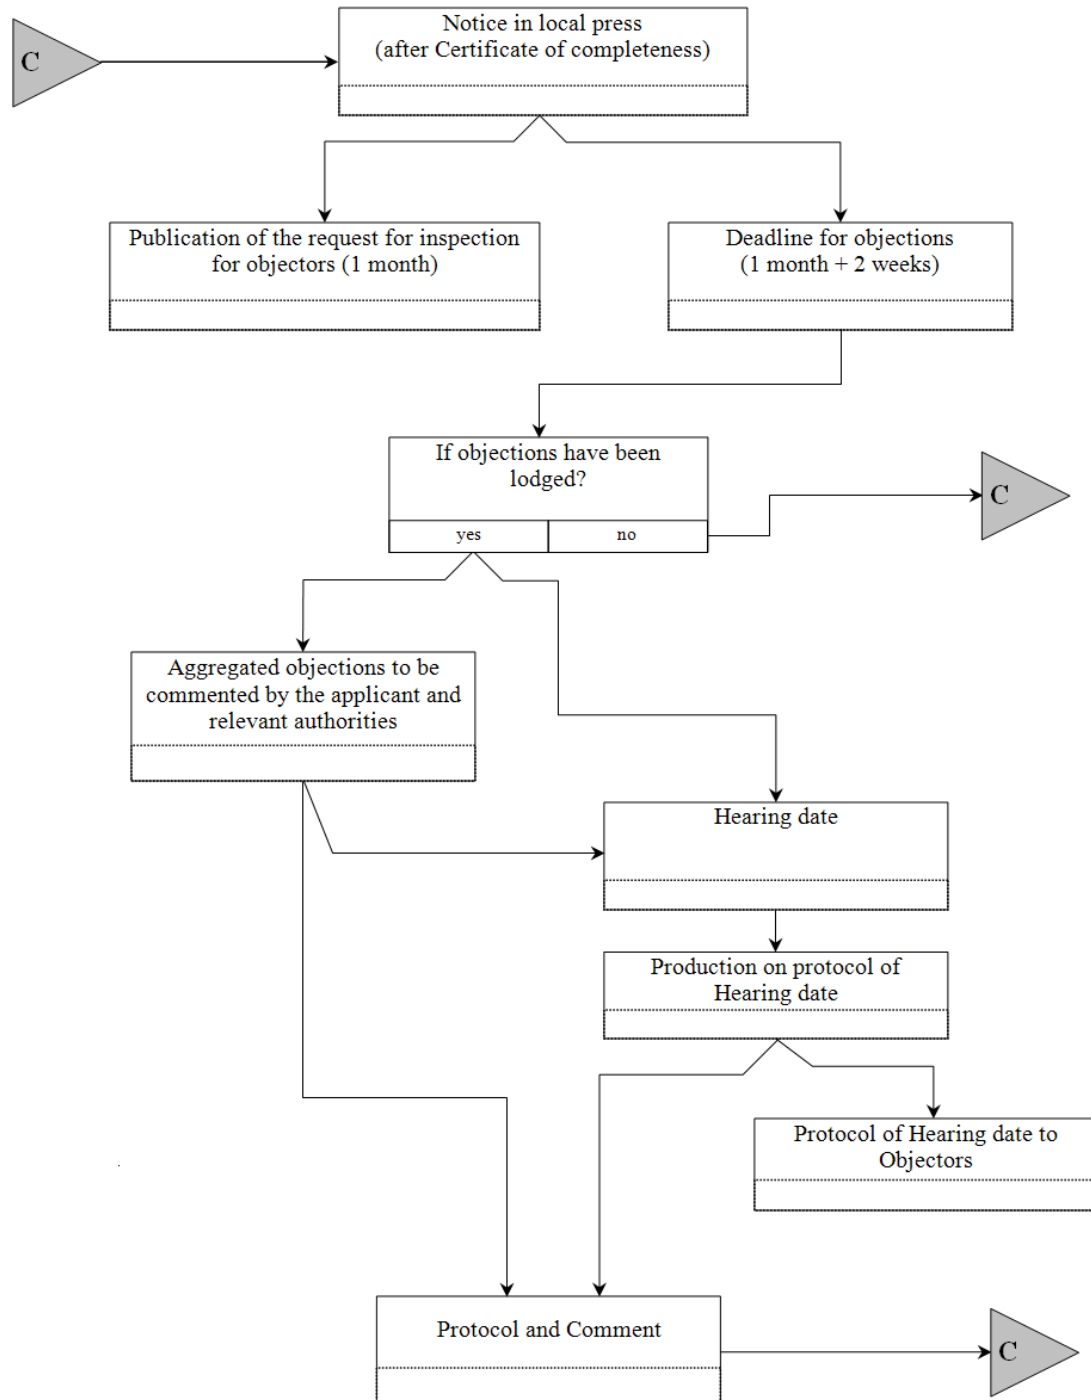 C
Notice in local press
(after Certificate of completeness)
Publication of the request for inspection
for objectors (1 month)
Deadline for objections
(1 month + 2 weeks)
If objections have been
lodged?
yes
no
C
Aggregated objections to be
commented by the applicant and
relevant authorities
Hearing date
Production on protocol of
Hearing date
Protocol of Hearing date to
Objectors
Protocol and Comment
C